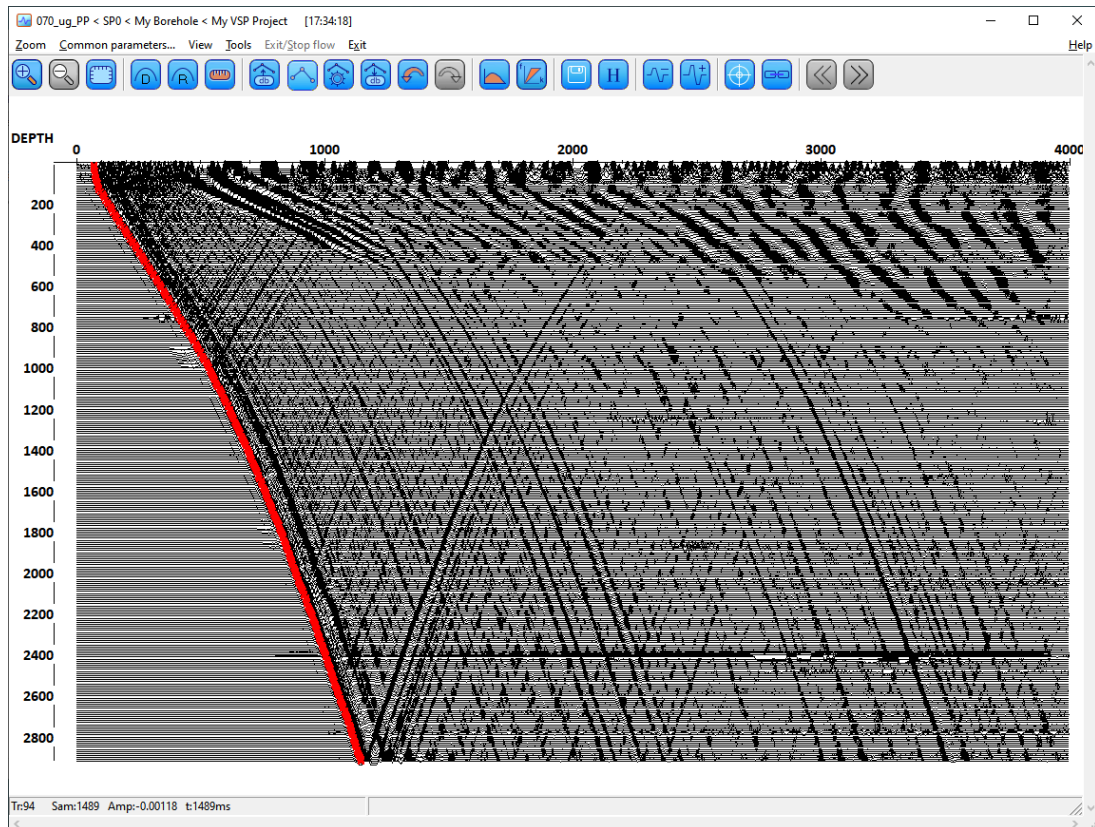 070_ug_PP < SP0 < My Borehole < My VSP Project [17:34:18]
Zoom Common parameters... View Tools Exit/Stop flow Exit Help
D R db db H
DEPTH
0 1000 2000 3000 4000
200
400
600
800
1000
1200
1400
1600
1800
2000
2200
2400
2600
2800
Tr:94 Sam:1489 Amp:-0.00118 t:1489ms